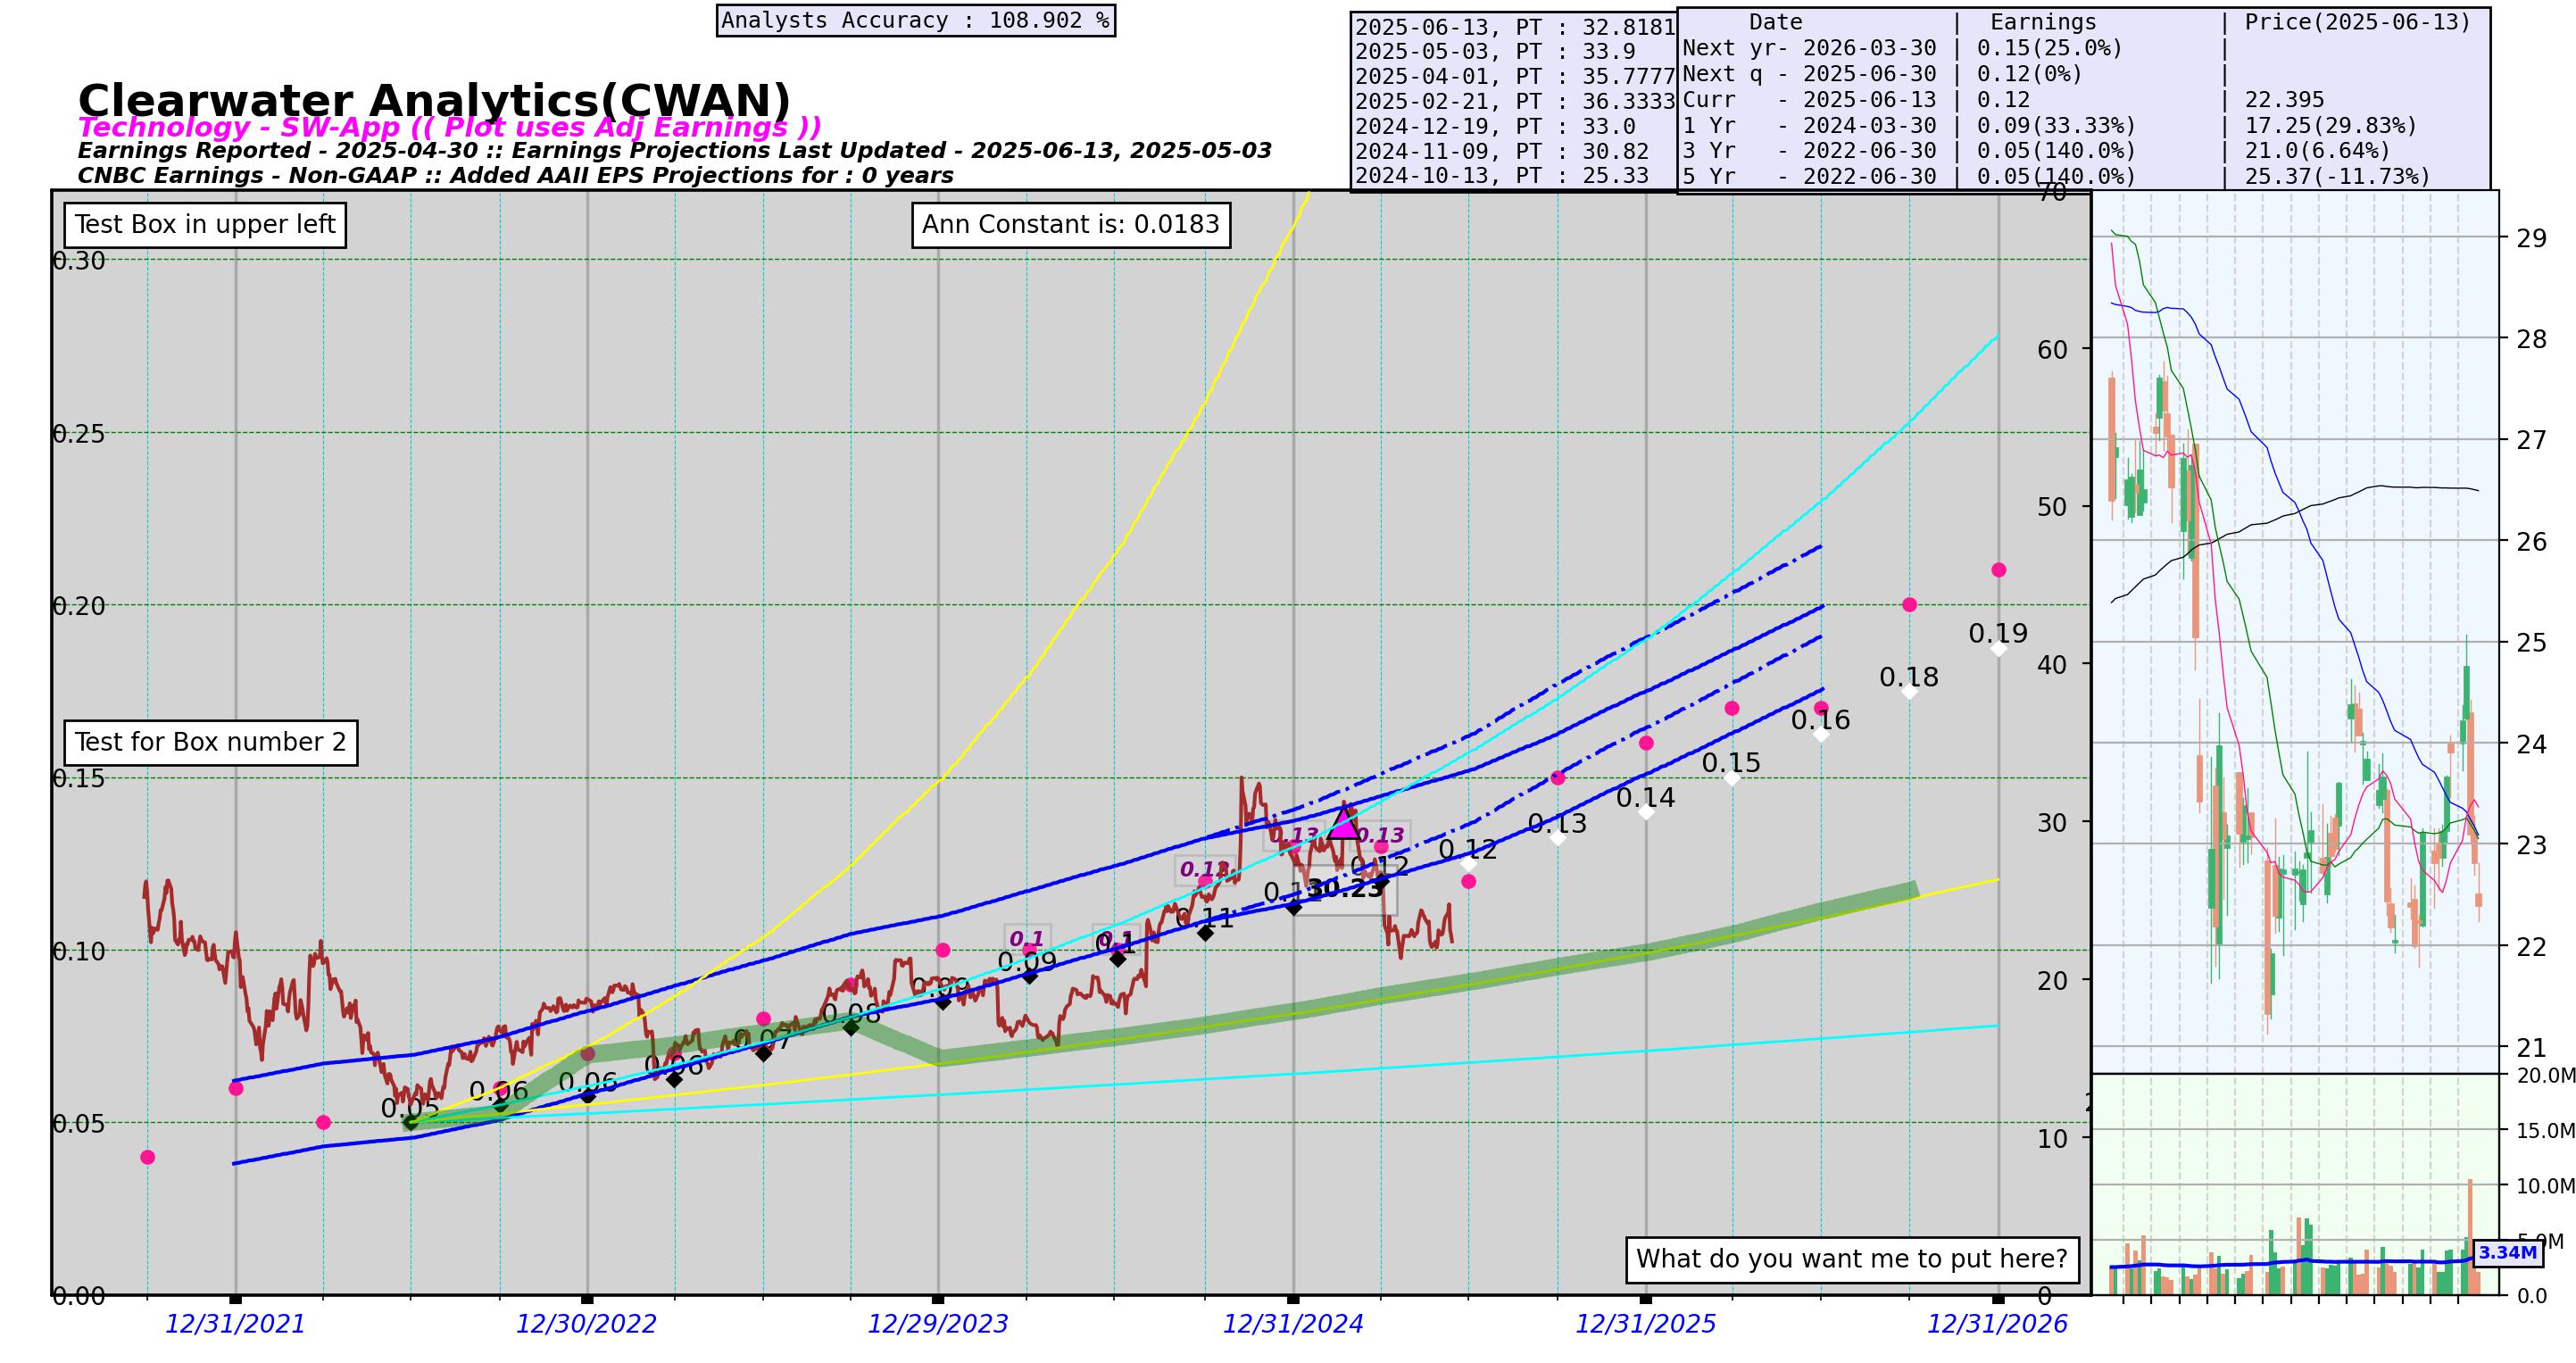 Analysts Accuracy : 108.902 %
Clearwater Analytics(CWAN)
Technology - SW-App (( Plot uses Adj Earnings ))
Earnings Reported - 2025-04-30 :: Earnings Projections Last Updated - 2025-06-13, 2025-05-03
CNBC Earnings - Non-GAAP :: Added AAII EPS Projections for : 0 years
2025-06-13, PT : 32.8181
2025-05-03, PT : 33.9
2025-04-01, PT : 35.7777
2025-02-21, PT : 36.3333
2024-12-19, PT : 33.0
2024-11-09, PT : 30.82
2024-10-13, PT : 25.33
Date | Earnings | Price(2025-06-13)
Next yr- 2026-03-30 | 0.15(25.0%) |
Next q - 2025-06-30 | 0.12(0%) |
Curr - 2025-06-13 | 0.12 | 22.395
1 Yr - 2024-03-30 | 0.09(33.33%) | 17.25(29.83%)
3 Yr - 2022-06-30 | 0.05(140.0%) | 21.0(6.64%)
5 Yr - 2022-06-30 | 0.05(140.0%) | 25.37(-11.73%)
Test Box in upper left
Ann Constant is: 0.0183
Test for Box number 2
What do you want me to put here?
0.30
0.25
0.20
0.15
0.10
0.05
0.00
70
60
50
40
30
20
10
0
0.05
0.06
0.06
0.06
0.07
0.08
0.09
0.09
0.1
0.11
0.12
0.12
0.13
0.14
0.15
0.16
0.18
0.19
0.1
0.1
0.13
0.13
30.23
12/31/2021
12/30/2022
12/29/2023
12/31/2024
12/31/2025
12/31/2026
29
28
27
26
25
24
23
22
21
20.0M
15.0M
10.0M
3.34M
0.0